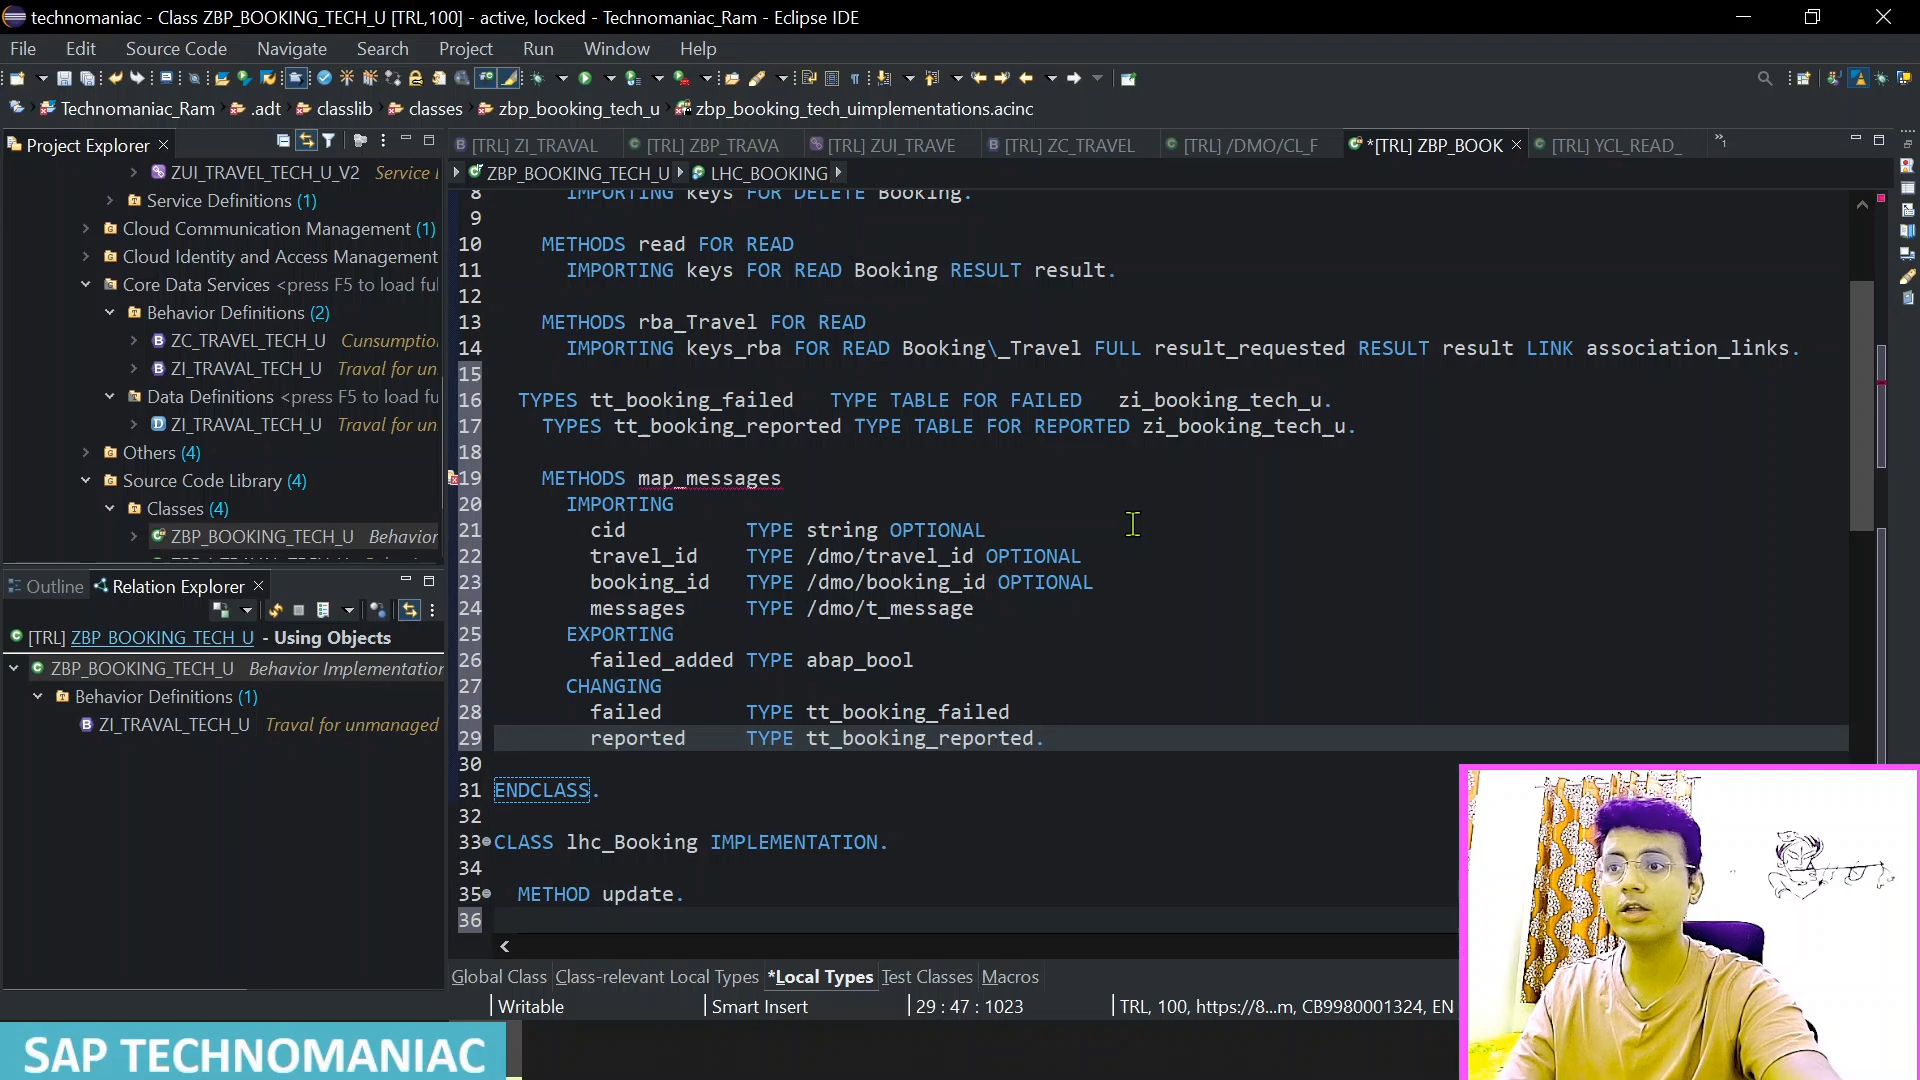 technomaniac - Class ZBP_BOOKING_TECH_U [TRL,100] - active, locked - Technomaniac_Ram - Eclipse IDE
File Edit Source Code Navigate Search Project Run Window Help
Technomaniac_Ram .adt classlib classes zbp_booking_tech_u zbp_booking_tech_uimplementations.acinc
Project Explorer
[TRL] ZI_TRAVAL [TRL] ZBP_TRAVA [TRL] ZUI_TRAVE [TRL] ZC_TRAVEL [TRL] /DMO/CL_F *[TRL] ZBP_BOOK [TRL] YCL_READ_ »1
ZBP_BOOKING_TECH_U LHC_BOOKING
ZUI_TRAVEL_TECH_U_V2 Service
Service Definitions (1)
Cloud Communication Management (1)
Cloud Identity and Access Management
Core Data Services <press F5 to load ful
Behavior Definitions (2)
ZC_TRAVEL_TECH_U Cunsumptio
ZI_TRAVAL_TECH_U Traval for un
Data Definitions <press F5 to load fu
ZI_TRAVAL_TECH_U Traval for un
Others (4)
Source Code Library (4)
Classes (4)
ZBP_BOOKING_TECH_U Behavior
Outline Relation Explorer
[TRL] ZBP_BOOKING_TECH_U - Using Objects
ZBP_BOOKING_TECH_U Behavior Implementation
Behavior Definitions (1)
ZI_TRAVAL_TECH_U Traval for unmanaged
8 IMPORTING keys FOR DELETE Booking.
9
10 METHODS read FOR READ
11 IMPORTING keys FOR READ Booking RESULT result.
12
13 METHODS rba_Travel FOR READ
14 IMPORTING keys_rba FOR READ Booking\_Travel FULL result_requested RESULT result LINK association_links.
15
16 TYPES tt_booking_failed TYPE TABLE FOR FAILED zi_booking_tech_u.
17 TYPES tt_booking_reported TYPE TABLE FOR REPORTED zi_booking_tech_u.
18
19 METHODS map_messages
20 IMPORTING
21 cid TYPE string OPTIONAL
22 travel_id TYPE /dmo/travel_id OPTIONAL
23 booking_id TYPE /dmo/booking_id OPTIONAL
24 messages TYPE /dmo/t_message
25 EXPORTING
26 failed_added TYPE abap_bool
27 CHANGING
28 failed TYPE tt_booking_failed
29 reported TYPE tt_booking_reported.
30
31 ENDCLASS.
32
33 CLASS lhc_Booking IMPLEMENTATION.
34
35 METHOD update.
36
Global Class Class-relevant Local Types *Local Types Test Classes Macros
Writable Smart Insert 29 : 47 : 1023 TRL, 100, https://8...m, CB9980001324, EN
SAP TECHNOMANIAC